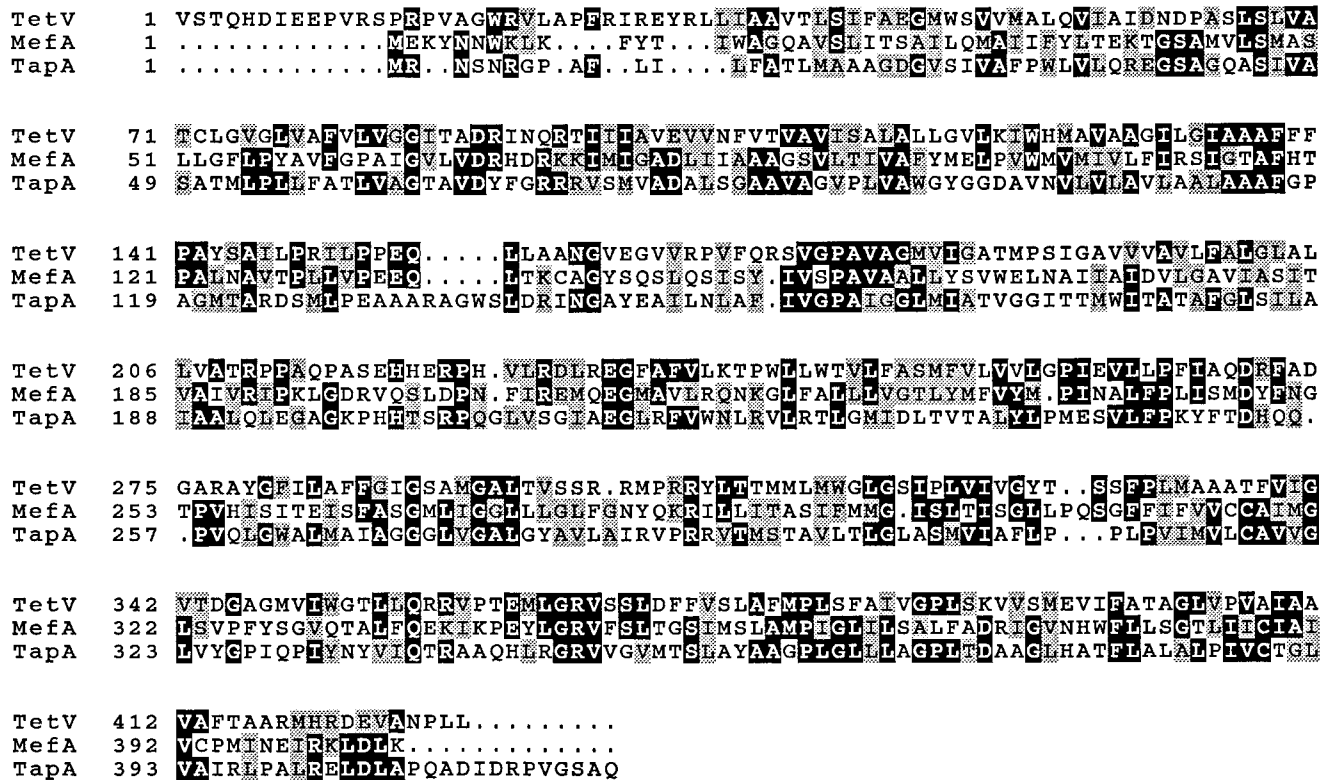 TetV 1 VSTQHDIEEPVRSPRPVAGWRVLAPFRIREYRLLIAAVTLSIFAEGMWSVVMALQVIAIDNDPASLSLVA
MefA 1 .............MEKYNNWKLK....FYT...IWAGQAVSLITSAILQMAIIFYLTEKTGSAMVLSMAS
TapA 1 .............MR..NSNRGP.AF..LI....LFATLMAAAGDGVSIVAFPWLVLQREGSAGQASIVA
TetV 71 TCLGVGLVAFVLVGGITADRINQRTIIIAVEVVNFVTVAVISALALLGVLKIWHMAVAAGILGIAAAFFF
MefA 51 LLGFLPYAVFGPAIGVLVDRHDRKKIMIGADLIIAAAGSVLTIVAFYMELPVWMVMIVLFIRSIGTAFHT
TapA 49 SATMLPLLFATLVAGTAVDYFGRRRVSMVADALSGAAVAGVPLVAWGYGGDAVNVLVLAVLAALAAAFGP
TetV 141 PAYSAILPRILPPEQ.....LLAANGVEGVVRPVFQRSVGPAVAGMVIGATMPSIGAVVVAVLFALGLAL
MefA 121 PALNAVTPLLVPEEQ.....LTKCAGYSQSLQSISY.IVSPAVAALLYSVWELNAIIAIDVLGAVIASIT
TapA 119 AGMTARDSMLPEAAARAGWSLDRINGAYEAILNLAF.IVGPAIGGLMIATVGGITTMWITATAFGLSILA
TetV 206 LVATRPPAQPASEHHERPH.VLRDLREGFAFVLKTPWLLWTVLFASMFVLVVLGPIEVLLPFIAQDRFAD
MefA 185 VAIVRIPKLGDRVQSLDPN.FIREMQEGMAVLRQNKGLFALLLVGTLYMFVYM.PINALFPLISMDYFNG
TapA 188 IAALQLEGAGKPHHTSRPQGLVSGIAEGLRFVWNLRVLRTLGMIDLTVTALYLPMESVLFPKYFTDHQQ.
TetV 275 GARAYGFILAFFGIGSAMGALTVSSR.RMPRRYLTTMMLMWGLGSIPLVIVGYT..SSFPLMAAATFVIG
MefA 253 TPVHISITEISFASGMLIGGLLLGLFGNYQKRILLITASIFMMG.ISLTISGLLPQSGFFIFVVCCAIMG
TapA 257 .PVQLGWALMAIAGGGLVGALGYAVLAIRVPRRVTMSTAVLTLGLASMVIAFLP...PLPVIMVLCAVVG
TetV 342 VTDGAGMVIWGTLLQRRVPTEMLGRVSSLDFFVSLAFMPLSFAIVGPLSKVVSMEVIFATAGLVPVAIAA
MefA 322 LSVPFYSGVQTALFQEKIKPEYLGRVFSLTGSIMSLAMPIGLILSALFADRIGVNHWFLLSGTLIICIAI
TapA 323 LVYGPIQPIYNYVIQTRAAQHLRGRVVGVMTSLAYAAGPLGLLLAGPLTDAAGLHATFLALALPIVCTGL
TetV 412 VAFTAARMHRDEVANPLL.........
MefA 392 VCPMINEIRKLDLK.............
TapA 393 VAIRLPALRELDLAPQADIDRPVGSAQ